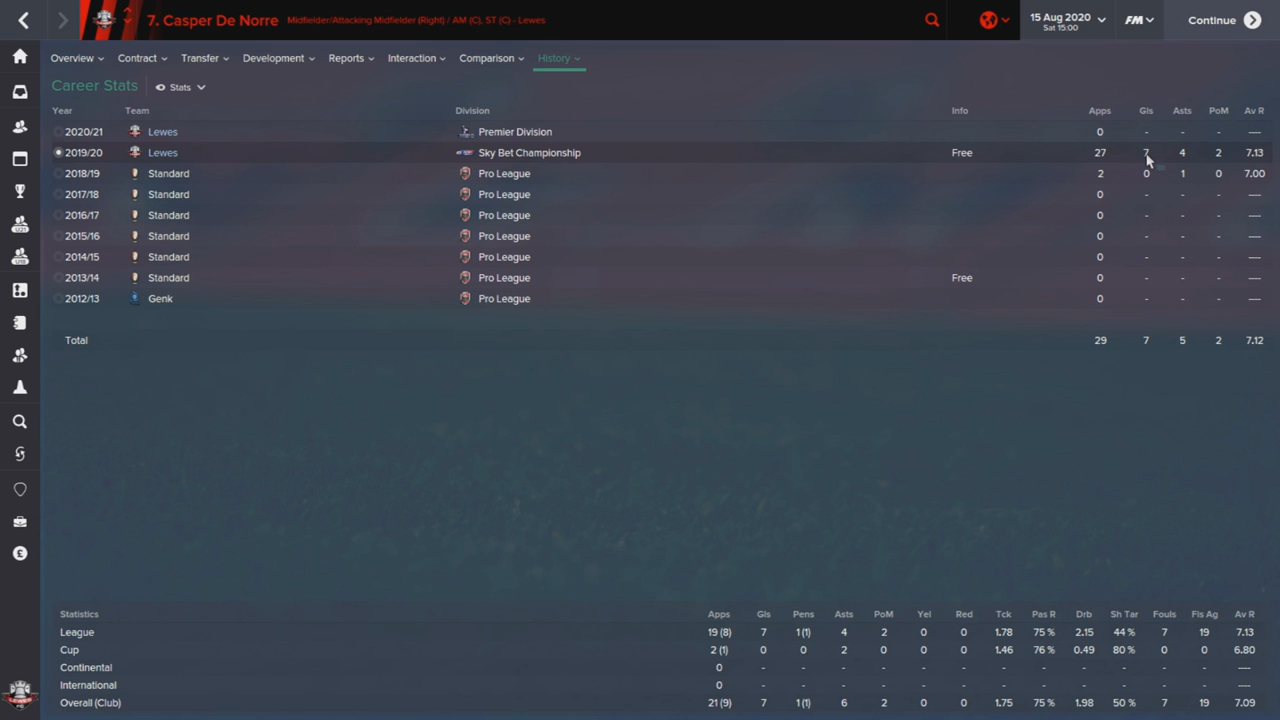 7. Casper De Norre Midfielder/Attacking Midfielder (Right) / AM (C), ST (C) - Lewes 15 Aug 2020 Sat 15:00 FM Continue
Overview Contract Transfer Development Reports Interaction Comparison History
Career Stats Stats
Year Team Division Info Apps Gls Asts PoM Av R
2020/21 Lewes Premier Division 0 - - - ---
2019/20 Lewes Sky Bet Championship Free 27 7 4 2 7.13
2018/19 Standard Pro League 2 0 1 0 7.00
2017/18 Standard Pro League 0 - - - ---
2016/17 Standard Pro League 0 - - - ---
2015/16 Standard Pro League 0 - - - ---
2014/15 Standard Pro League 0 - - - ---
2013/14 Standard Pro League Free 0 - - - ---
2012/13 Genk Pro League 0 - - - ---
Total 29 7 5 2 7.12
Statistics Apps Gls Pens Asts PoM Yel Red Tck Pas R Drb Sh Tar Fouls Fls Ag Av R
League 19 (8) 7 1 (1) 4 2 0 0 1.78 75 % 2.15 44 % 7 19 7.13
Cup 2 (1) 0 0 2 0 0 0 1.46 76 % 0.49 80 % 0 0 6.80
Continental 0 - - - - - - - - - - - - ---
International 0 - - - - - - - - - - - - ---
Overall (Club) 21 (9) 7 1 (1) 6 2 0 0 1.75 75 % 1.98 50 % 7 19 7.09